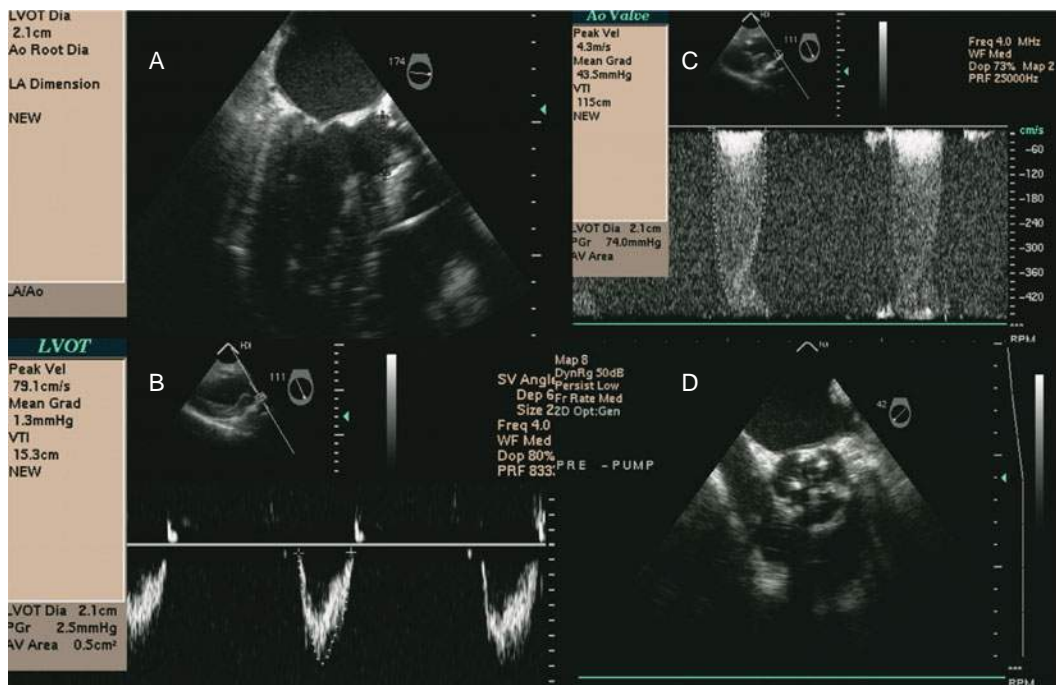 LVOT Dia
2.1cm
Ao Root Dia
LA Dimension
NEW
LA/Ao
A
174
Ao Valve
Peak Vel
4.3m/s
Mean Grad
43.5mmHg
VTI
115cm
NEW
LVOT Dia 2.1cm
PGr 74.0mmHg
AV Area
HDI
111
C
Freq 4.0 MHz
WF Med
Dop 73% Map 2
PRF 25000Hz
cm/s
-60
-120
-180
-240
-300
-360
-420
RPM
LVOT
Peak Vel
79.1cm/s
Mean Grad
1.3mmHg
VTI
15.3cm
NEW
LVOT Dia 2.1cm
PGr 2.5mmHg
AV Area 0.5cm²
B
HDI
111
SV Angle
Dep 6
Size 2
Freq 4.0
WF Med
Dop 80%
PRF 833
Map 8
DynRg 50dB
Persist Low
Fr Rate Med
2D Opt:Gen
PRE -PUMP
D
42
RPM